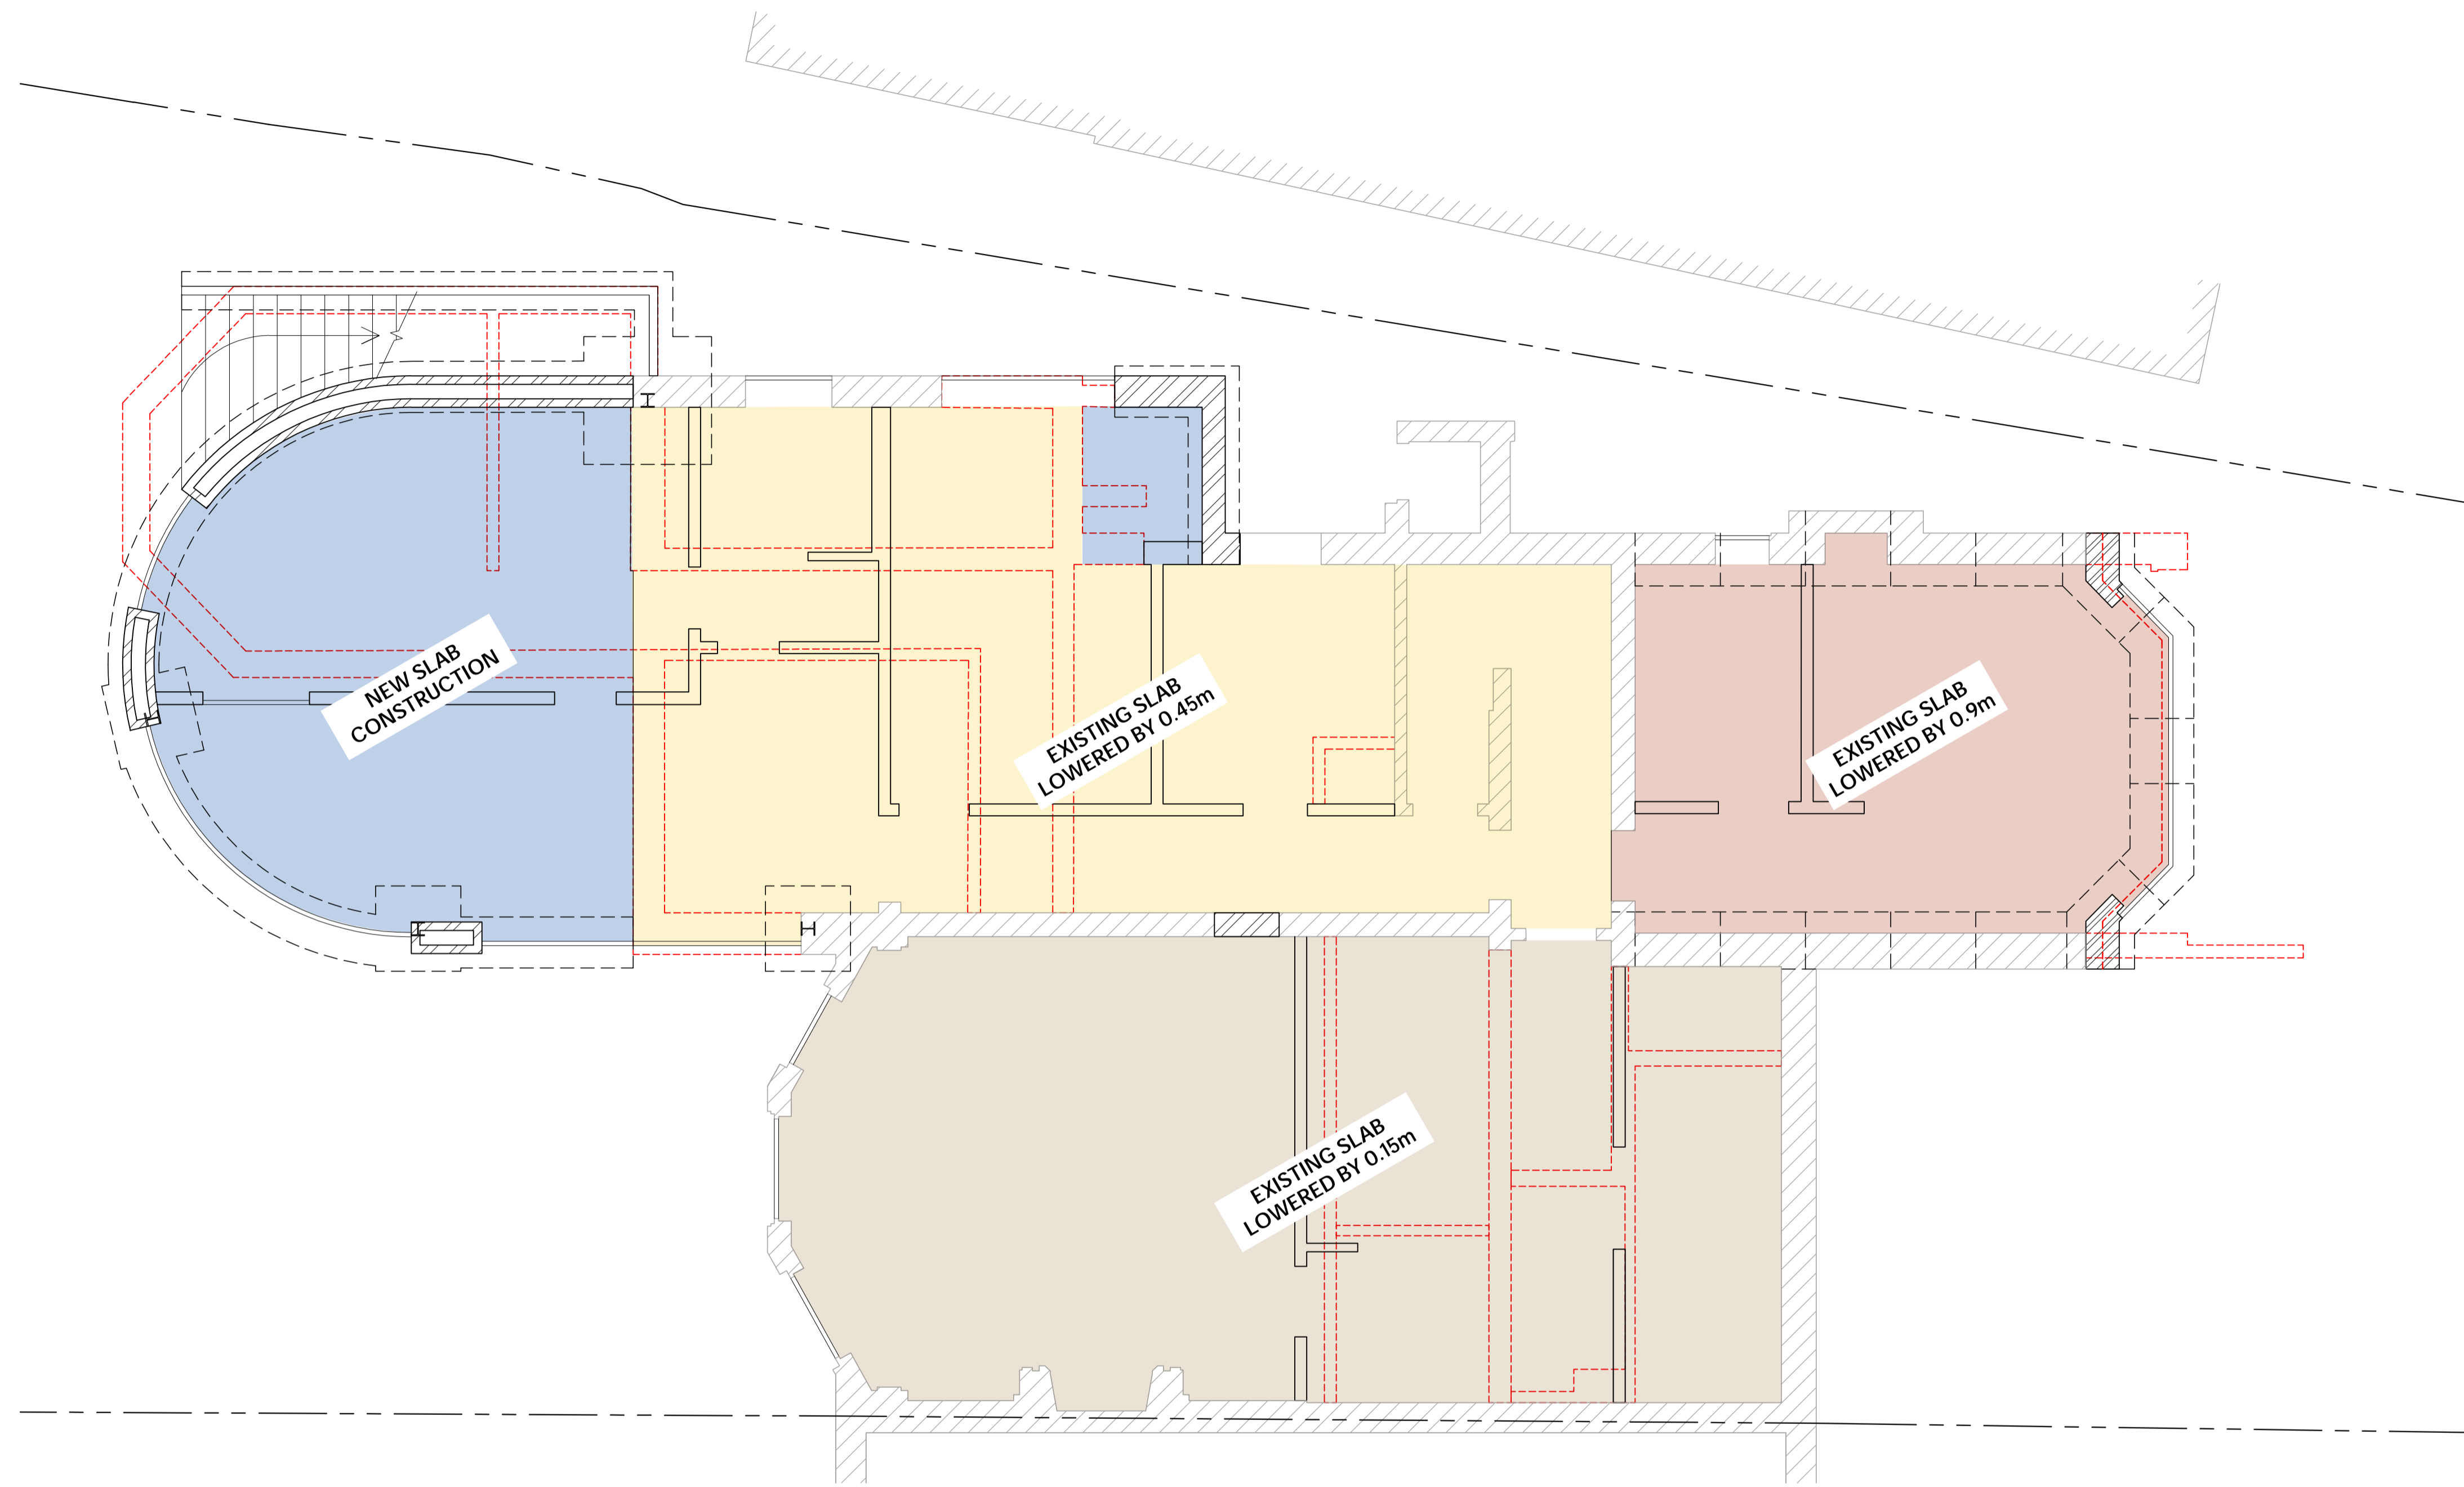 NEW SLAB
CONSTRUCTION
EXISTING SLAB
LOWERED BY 0.45m
EXISTING SLAB
LOWERED BY 0.9m
EXISTING SLAB
LOWERED BY 0.15m